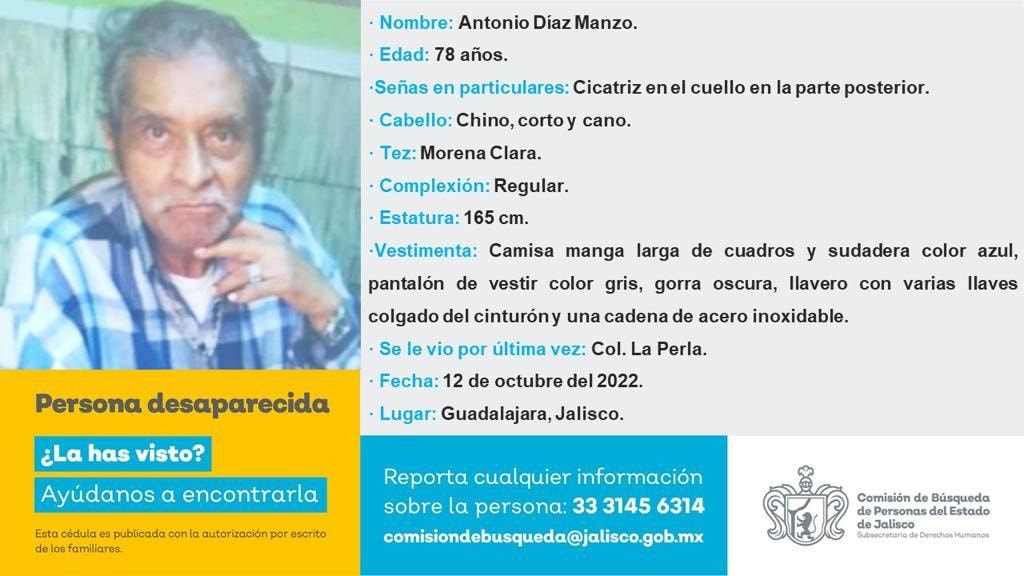 · Nombre: Antonio Díaz Manzo.
· Edad: 78 años.
·Señas en particulares: Cicatriz en el cuello en la parte posterior.
· Cabello: Chino, corto y cano.
· Tez: Morena Clara.
· Complexión: Regular.
· Estatura: 165 cm.
·Vestimenta: Camisa manga larga de cuadros y sudadera color azul,
pantalón de vestir color gris, gorra oscura, llavero con varias llaves
colgado del cinturón y una cadena de acero inoxidable.
· Se le vio por última vez: Col. La Perla.
· Fecha: 12 de octubre del 2022.
· Lugar: Guadalajara, Jalisco.
Persona desaparecida
¿La has visto?
Ayúdanos a encontrarla
Esta cédula es publicada con la autorización por escrito
de los familiares.
Reporta cualquier información
sobre la persona: 33 3145 6314
comisiondebusqueda@jalisco.gob.mx
Comisión de Búsqueda
de Personas del Estado
de Jalisco
Subsecretaría de Derechos Humanos